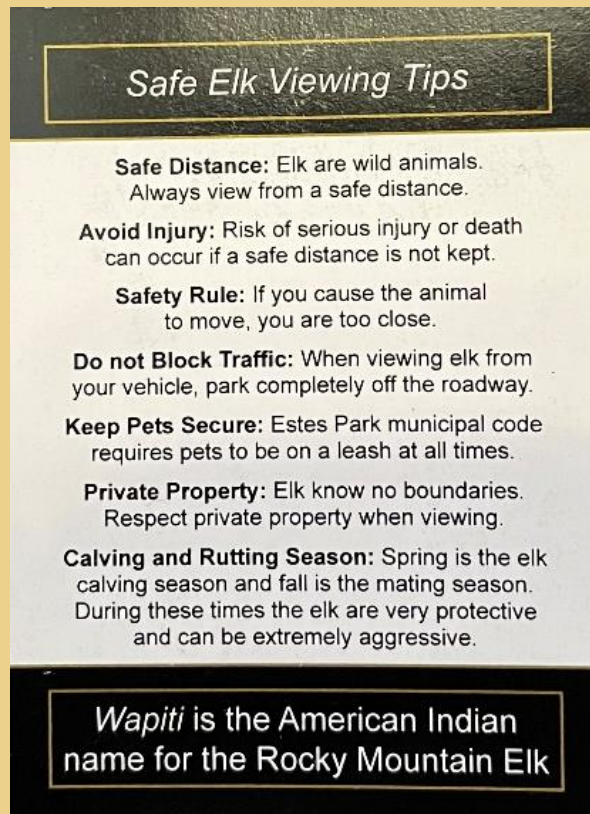 Safe Elk Viewing Tips
Safe Distance: Elk are wild animals.
Always view from a safe distance.
Avoid Injury: Risk of serious injury or death
can occur if a safe distance is not kept.
Safety Rule: If you cause the animal
to move, you are too close.
Do not Block Traffic: When viewing elk from
your vehicle, park completely off the roadway.
Keep Pets Secure: Estes Park municipal code
requires pets to be on a leash at all times.
Private Property: Elk know no boundaries.
Respect private property when viewing.
Calving and Rutting Season: Spring is the elk
calving season and fall is the mating season.
During these times the elk are very protective
and can be extremely aggressive.
Wapiti is the American Indian
name for the Rocky Mountain Elk